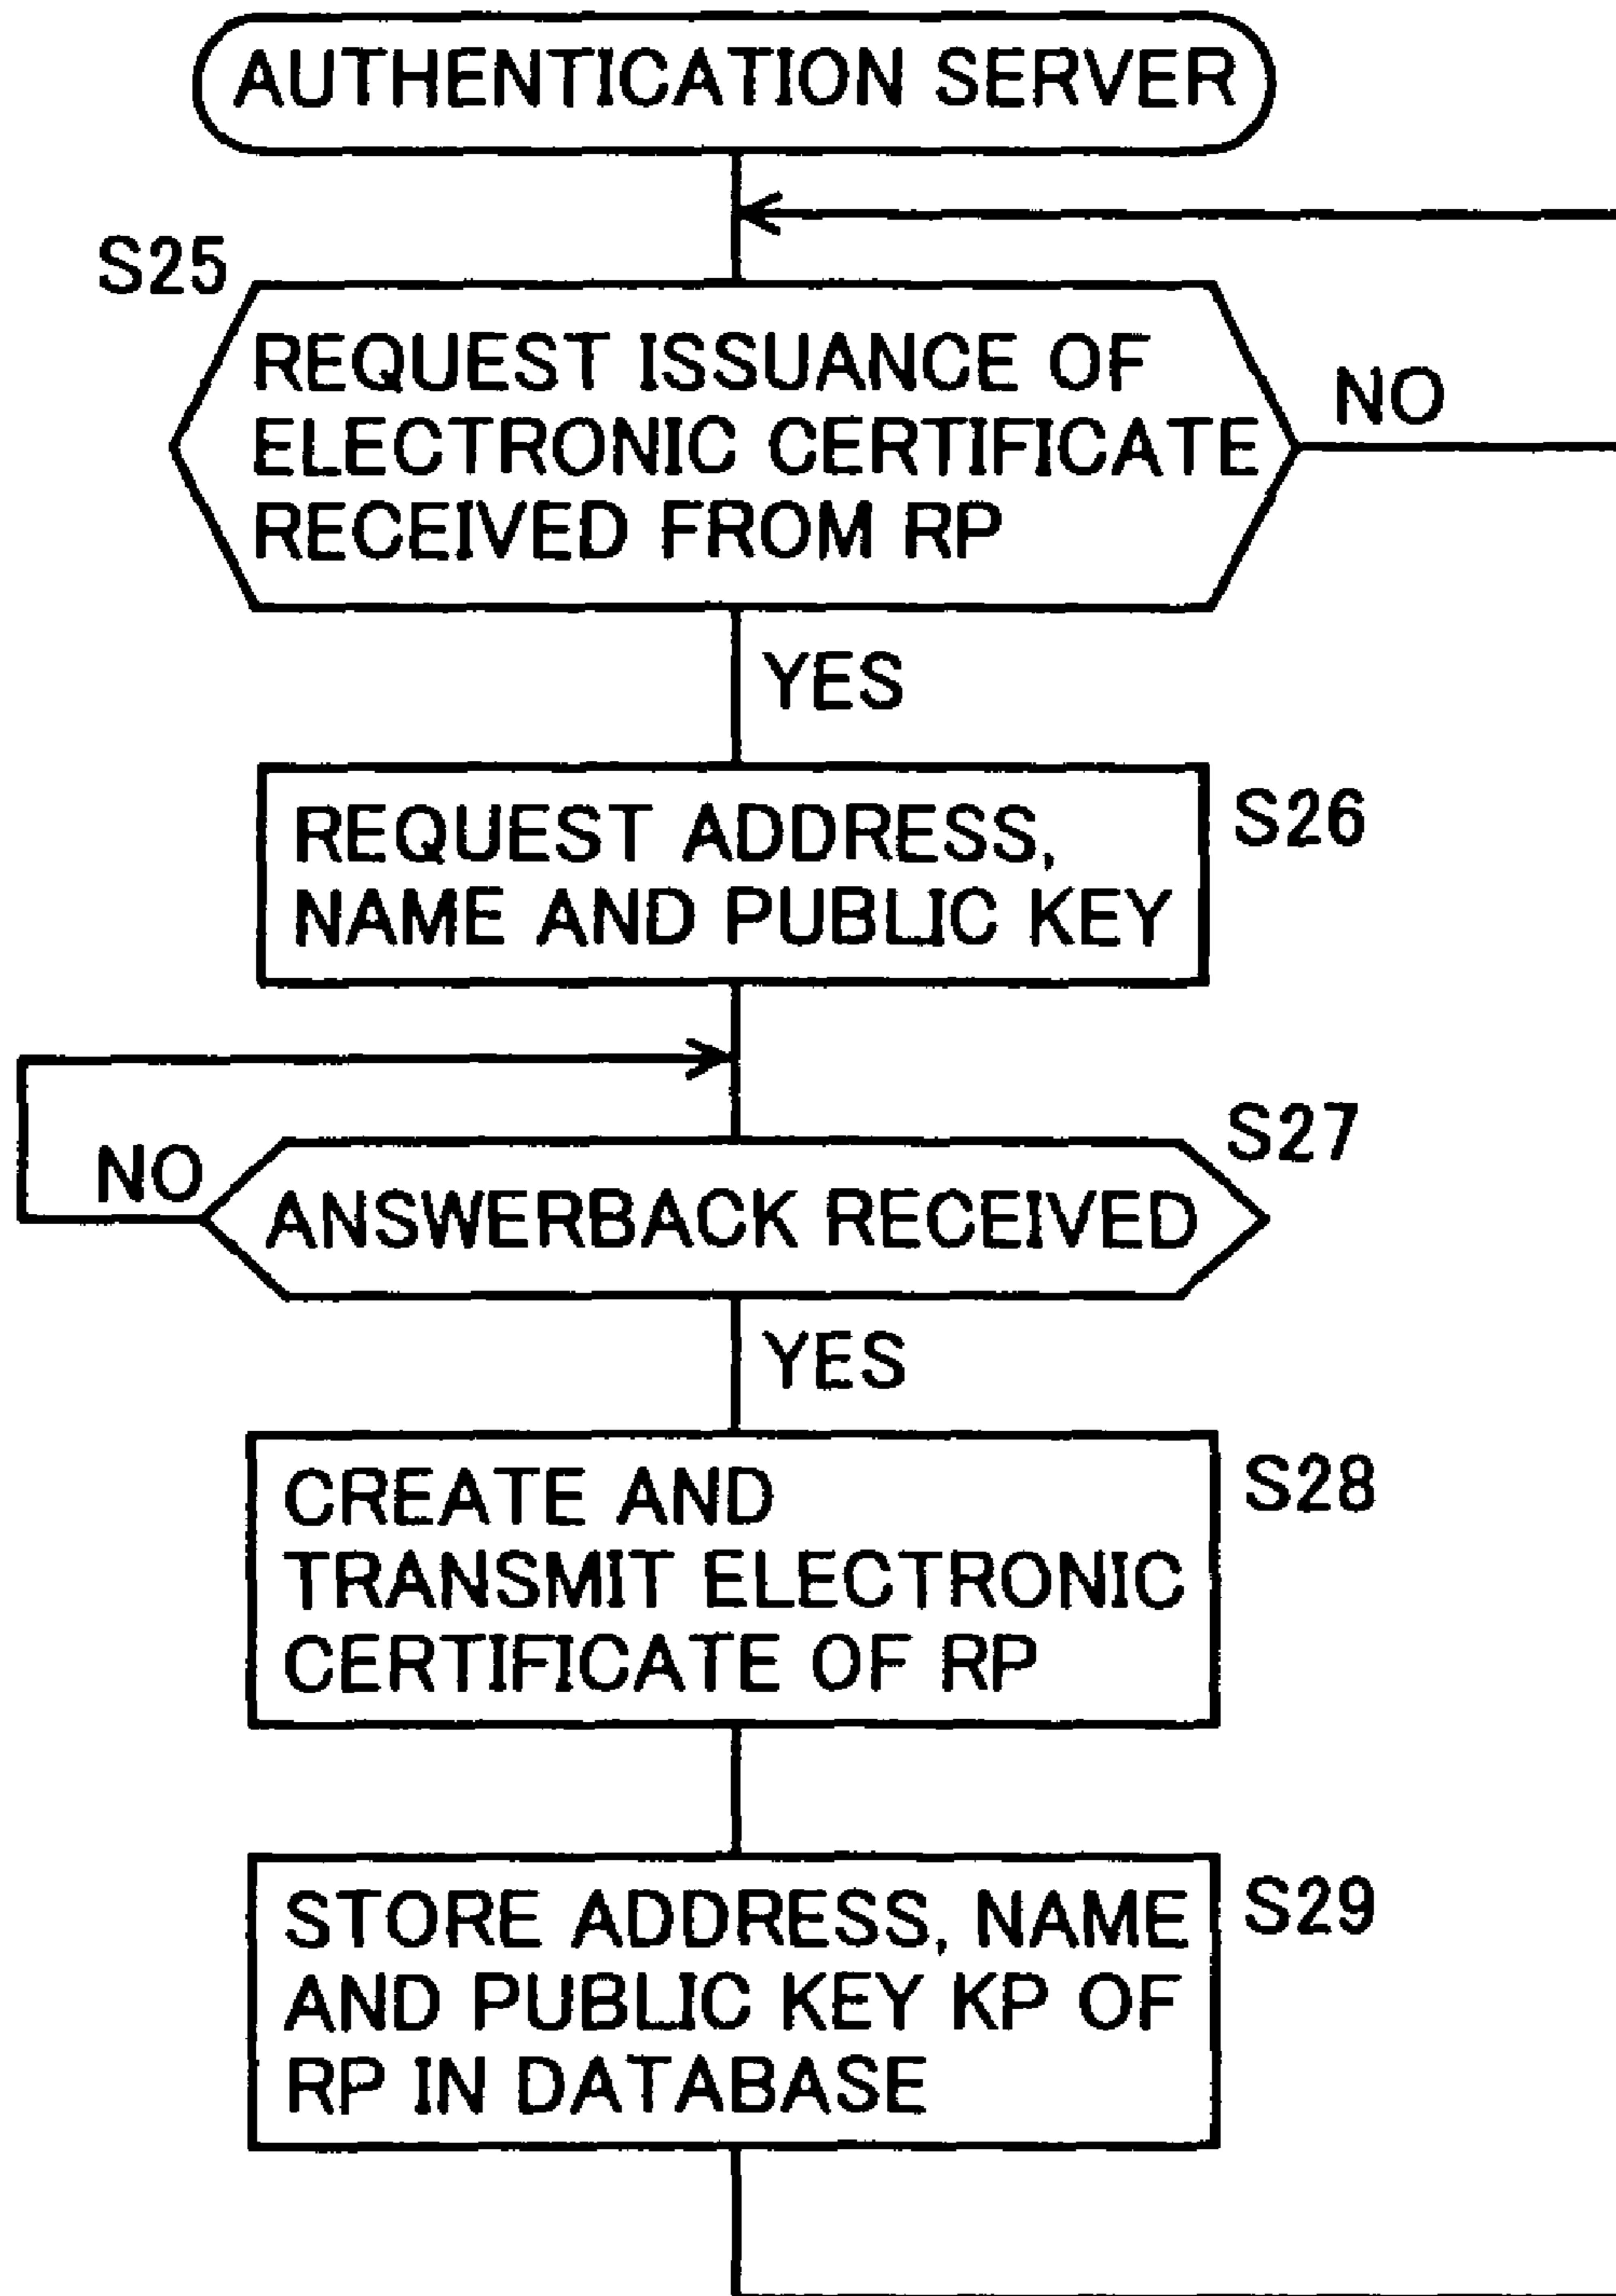 AUTHENTICATION SERVER
S25
REQUEST ISSUANCE OF
ELECTRONIC CERTIFICATE
RECEIVED FROM RP
NO
YES
REQUEST ADDRESS,
NAME AND PUBLIC KEY
S26
NO
ANSWERBACK RECEIVED
S27
YES
CREATE AND
TRANSMIT ELECTRONIC
CERTIFICATE OF RP
S28
STORE ADDRESS, NAME
AND PUBLIC KEY KP OF
RP IN DATABASE
S29